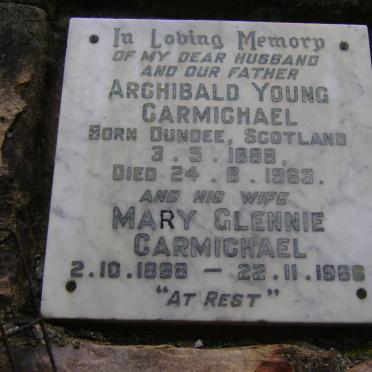 In Loving Memory
OF MY DEAR HUSBAND
AND OUR FATHER
ARCHIBALD YOUNG
CARMICHAEL
BORN DUNDEE, SCOTLAND
3.5.1888,
DIED 24.8.1963.
AND HIS WIFE
MARY GLENNIE
CARMICHAEL
2.10.1898 — 22.11.1966
"AT REST"